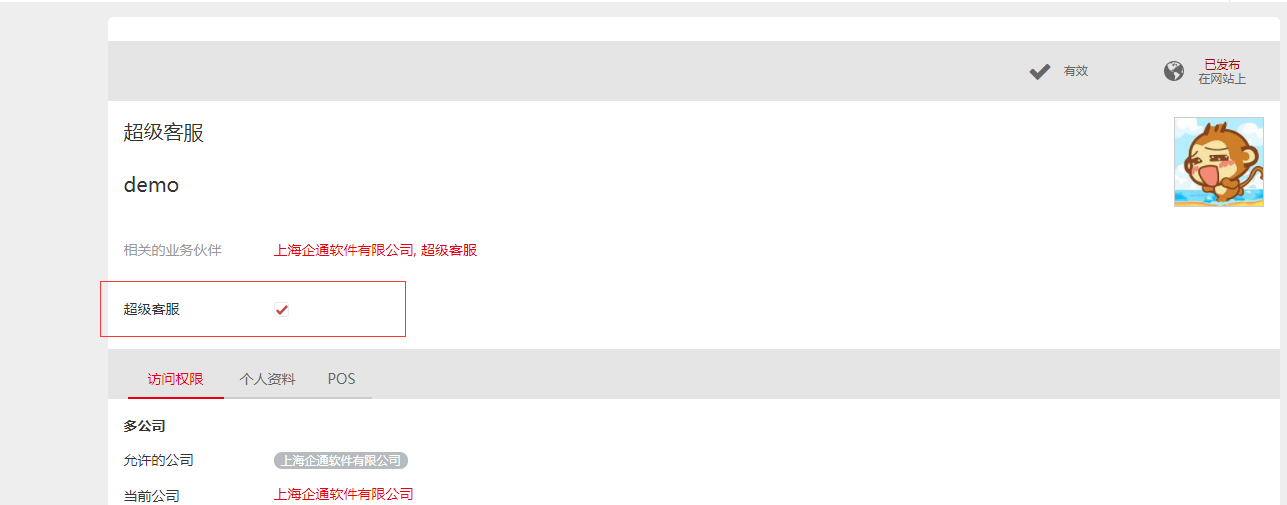 有效
已发布
在网站上
超级客服
demo
相关的业务伙伴 上海企通软件有限公司, 超级客服
超级客服
访问权限 个人资料 POS
多公司
允许的公司 上海企通软件有限公司
当前公司 上海企通软件有限公司